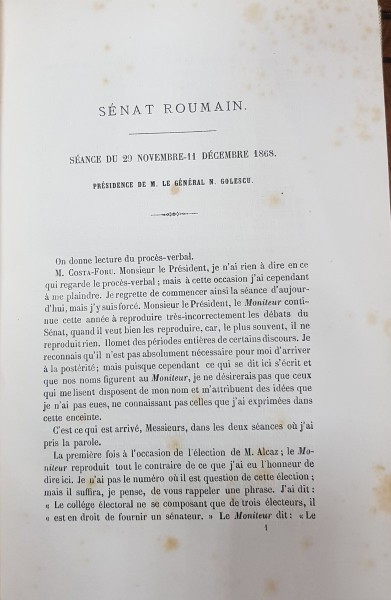 SÉNAT ROUMAIN.
SÉANCE DU 29 NOVEMBRE-11 DÉCEMBRE 1868.
PRÉSIDENCE DE M. LE GÉNÉRAL N. GOLESCU.
On donne lecture du procès-verbal.
M. COSTA-FORU. Monsieur le Président, je n'ai rien à dire en ce
qui regarde le procès-verbal ; mais à cette occasion j'ai cependant
à me plaindre. Je regrette de commencer ainsi la séance d'aujour-
d'hui, mais j'y suis forcé. Monsieur le Président, le Moniteur conti-
nue cette année à reproduire très-incorrectement les débats du
Sénat, quand il veut bien les reproduire, car, le plus souvent, il ne
reproduit rien. Il omet des périodes entières de certains discours. Je
reconnais qu'il n'est pas absolument nécessaire pour moi d'arriver
à la postérité ; mais puisque cependant ce qui se dit ici s'écrit et
que nos noms figurent au Moniteur, je ne désirerais pas que ceux
qui me lisent disposent de mon nom et m'attribuent des idées que
je n'ai pas eues, ne connaissant pas celles que j'ai exprimées dans
cette enceinte.
C'est ce qui est arrivé, Messieurs, dans les deux séances où j'ai
pris la parole.
La première fois à l'occasion de l'élection de M. Alcaz ; le Mo-
niteur reproduit tout le contraire de ce que j'ai eu l'honneur de
dire ici. Je n'ai pas le numéro où il est question de cette élection ;
mais il suffira, je pense, de vous rappeler une phrase. J'ai dit :
« Le collége électoral ne se composant que de trois électeurs, il
« est en droit de fournir un sénateur. » Le Moniteur dit : « Le
1